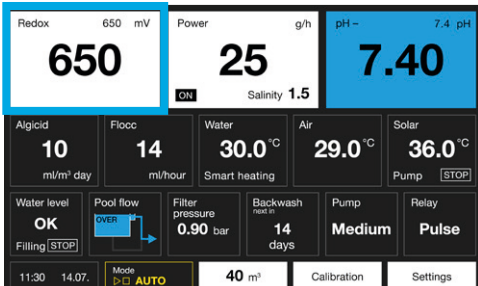 Redox 650 mV
650
Power g/h
25
ON Salinity 1.5
pH – 7.4 pH
7.40
Algicid
10
ml/m³ day
Flocc
14
ml/hour
Water
30.0 °C
Smart heating
Air
29.0 °C
Solar
36.0 °C
Pump STOP
Water level
OK
Filling STOP
Pool flow
OVER
Filter
pressure
0.90 bar
Backwash
next in
14
days
Pump
Medium
Relay
Pulse
11:30 14.07.
Mode
AUTO
40 m³
Calibration
Settings